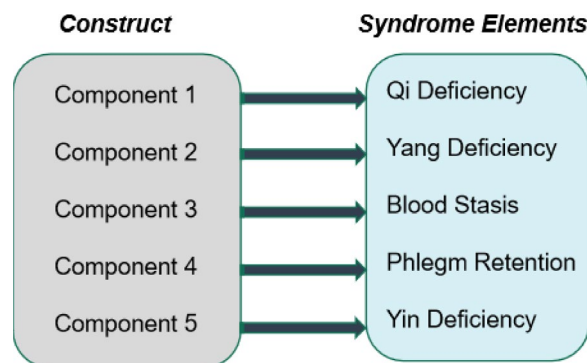 Construct
Syndrome Elements
Component 1
Qi Deficiency
Component 2
Yang Deficiency
Component 3
Blood Stasis
Component 4
Phlegm Retention
Component 5
Yin Deficiency